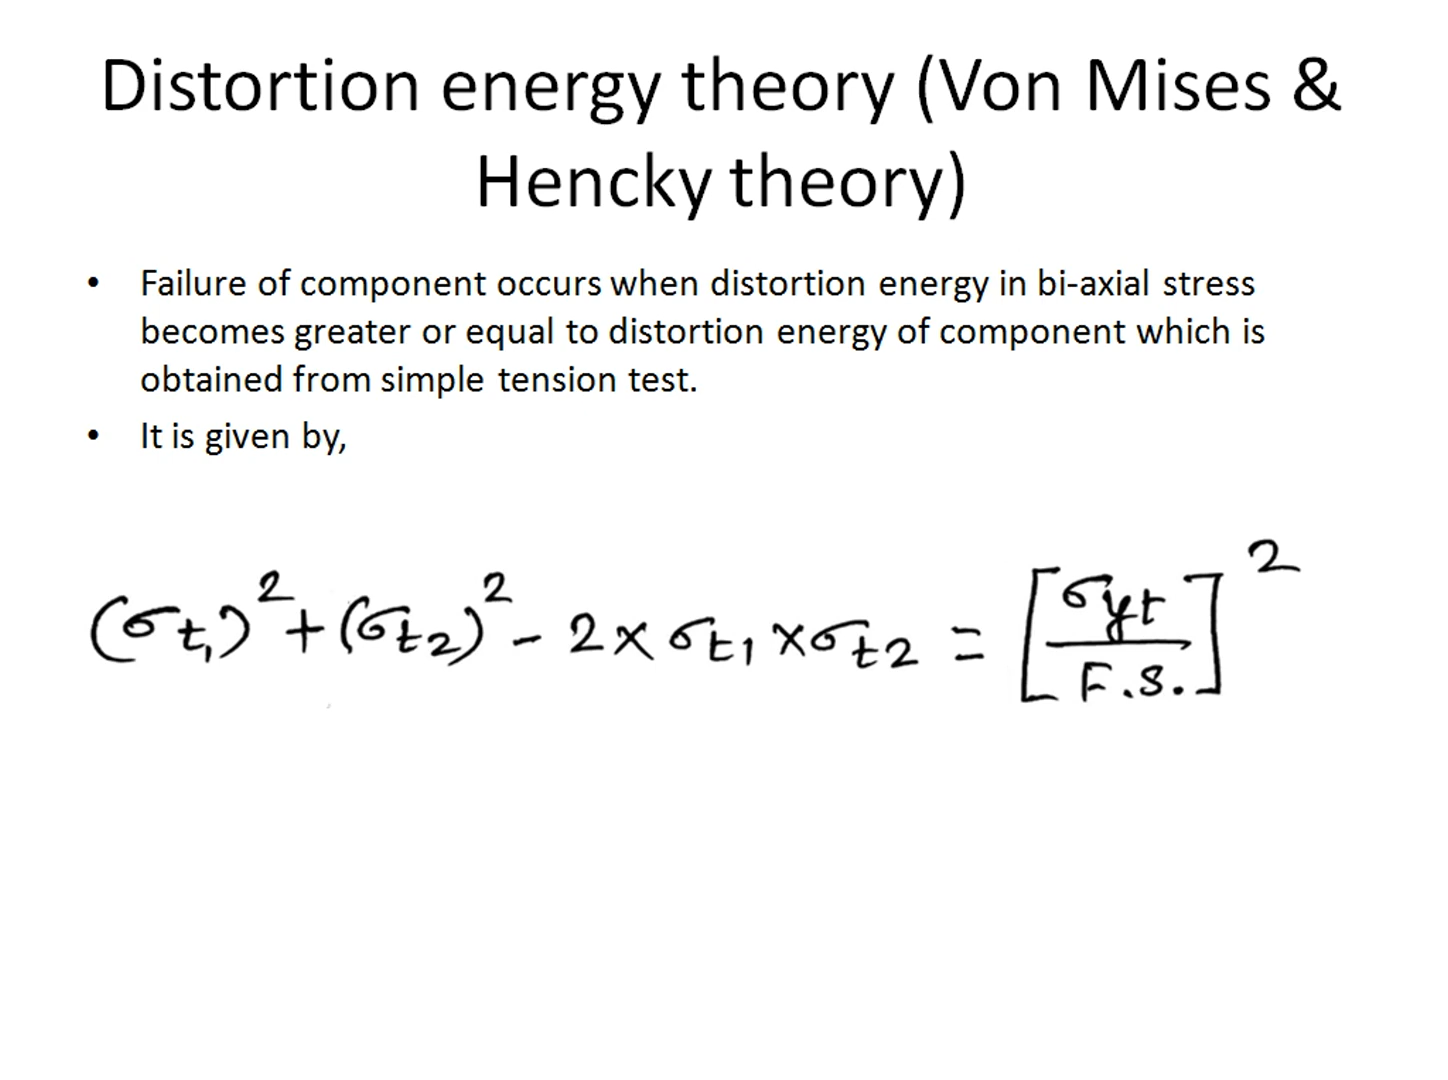 Distortion energy theory (Von Mises &
Hencky theory)
• Failure of component occurs when distortion energy in bi-axial stress
becomes greater or equal to distortion energy of component which is
obtained from simple tension test.
• It is given by,
(σt1)² + (σt2)² - 2 × σt1 × σt2 = [σyt / F.S.]²